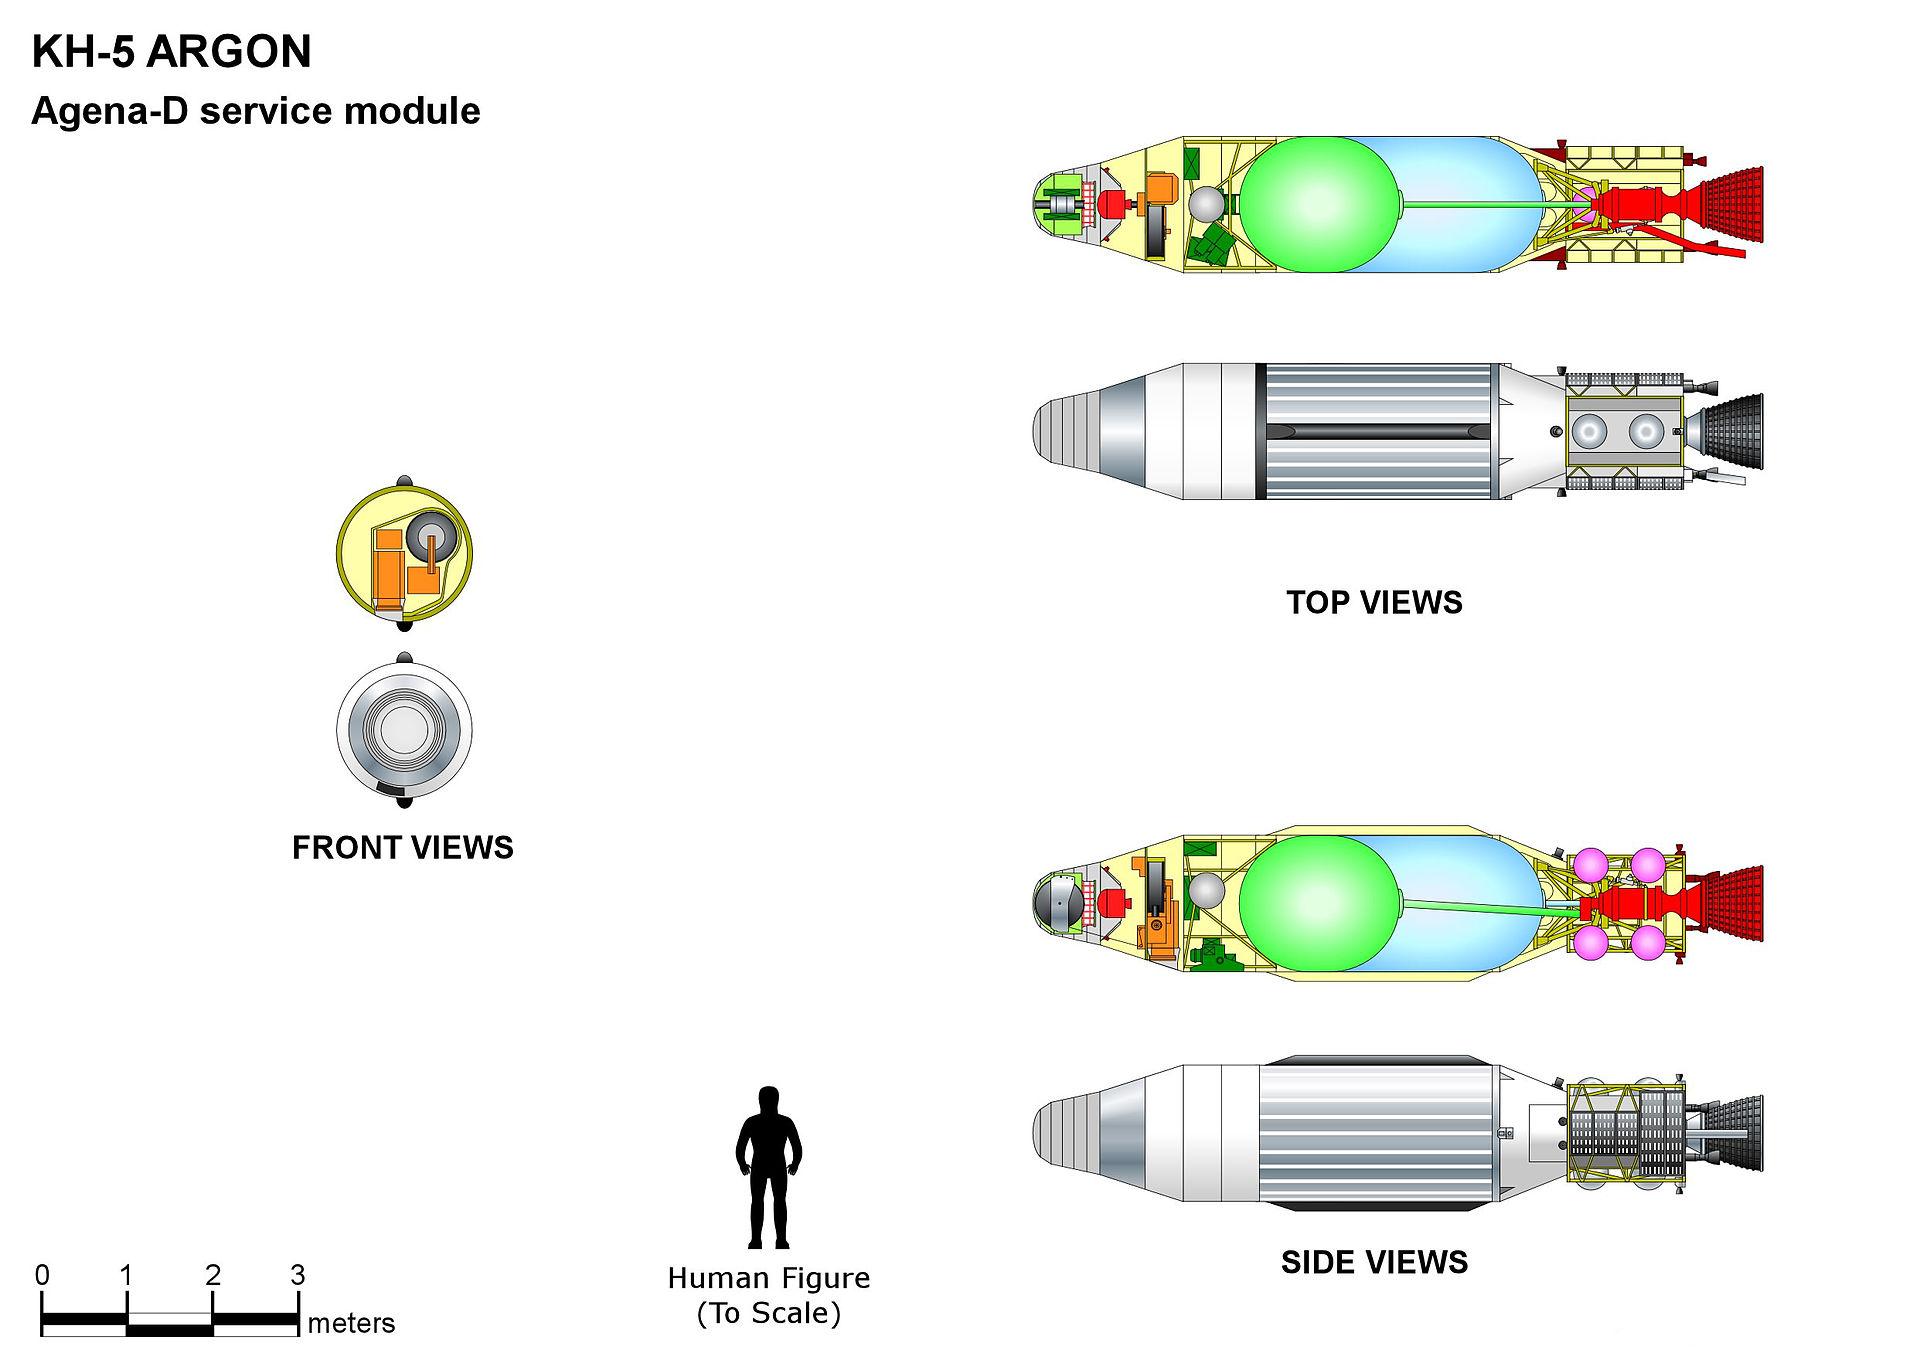 KH-5 ARGON
Agena-D service module
TOP VIEWS
FRONT VIEWS
SIDE VIEWS
Human Figure
(To Scale)
0 1 2 3
meters